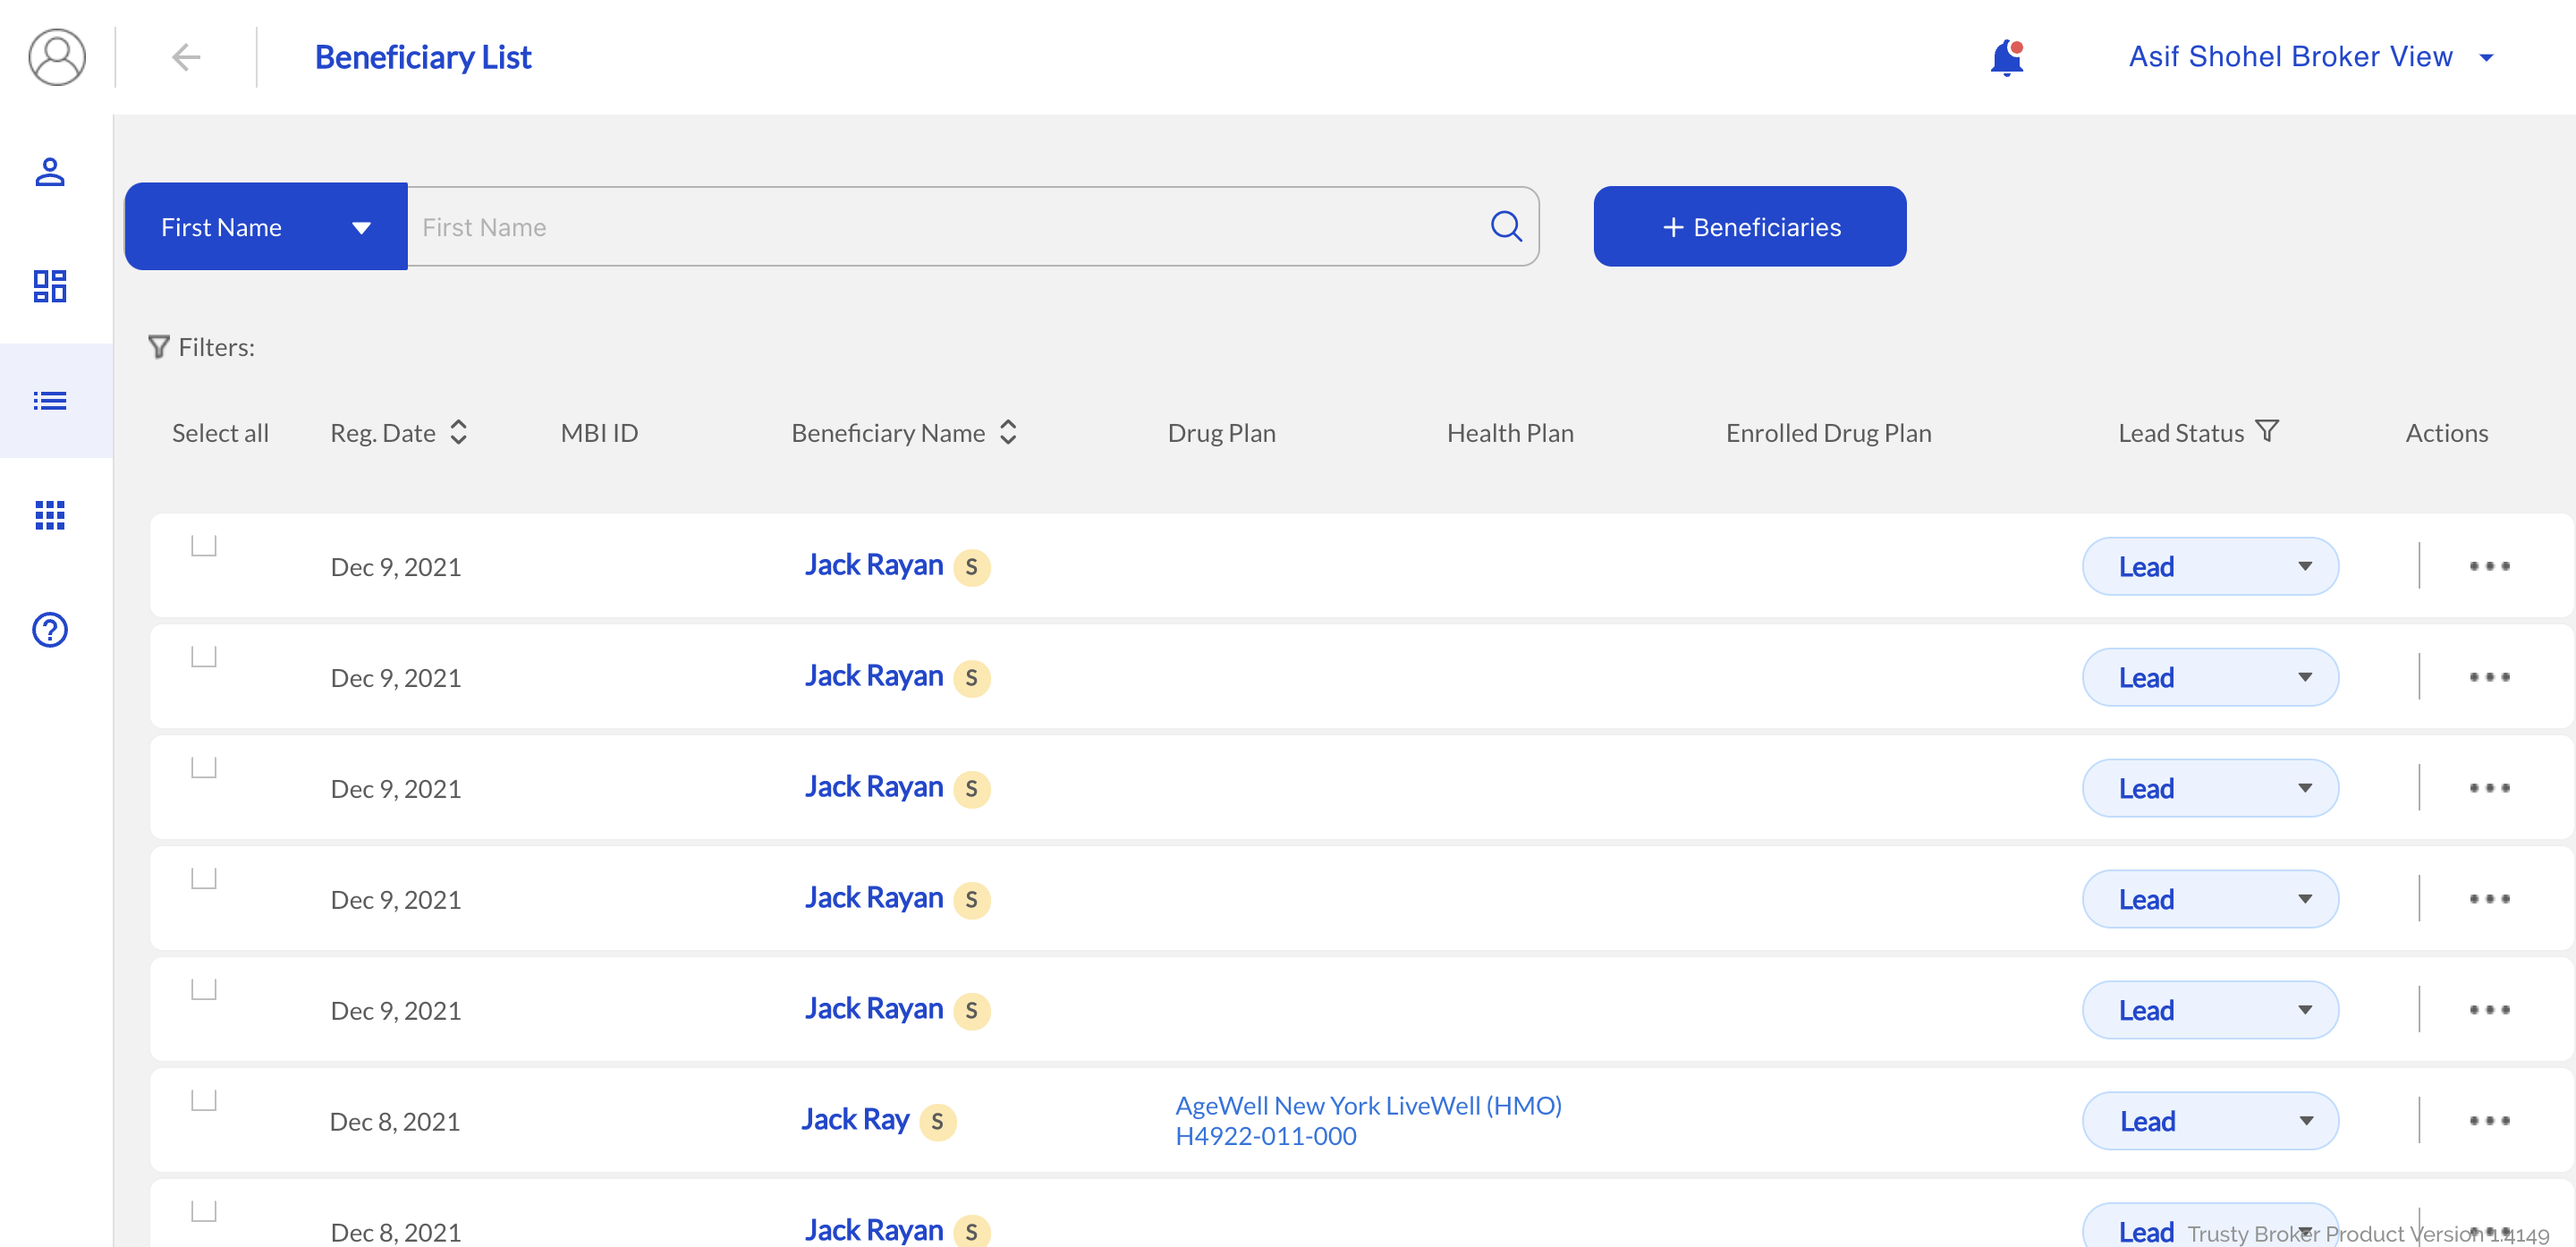 Beneficiary List
Asif Shohel Broker View
First Name
First Name
+ Beneficiaries
Filters:
Select all Reg. Date MBI ID Beneficiary Name Drug Plan Health Plan Enrolled Drug Plan Lead Status Actions
Dec 9, 2021 Jack Rayan S Lead
Dec 9, 2021 Jack Rayan S Lead
Dec 9, 2021 Jack Rayan S Lead
Dec 9, 2021 Jack Rayan S Lead
Dec 9, 2021 Jack Rayan S Lead
Dec 8, 2021 Jack Ray S AgeWell New York LiveWell (HMO) Lead
H4922-011-000
Dec 8, 2021 Jack Rayan S Lead
Trusty Broker Product Version 1.4149